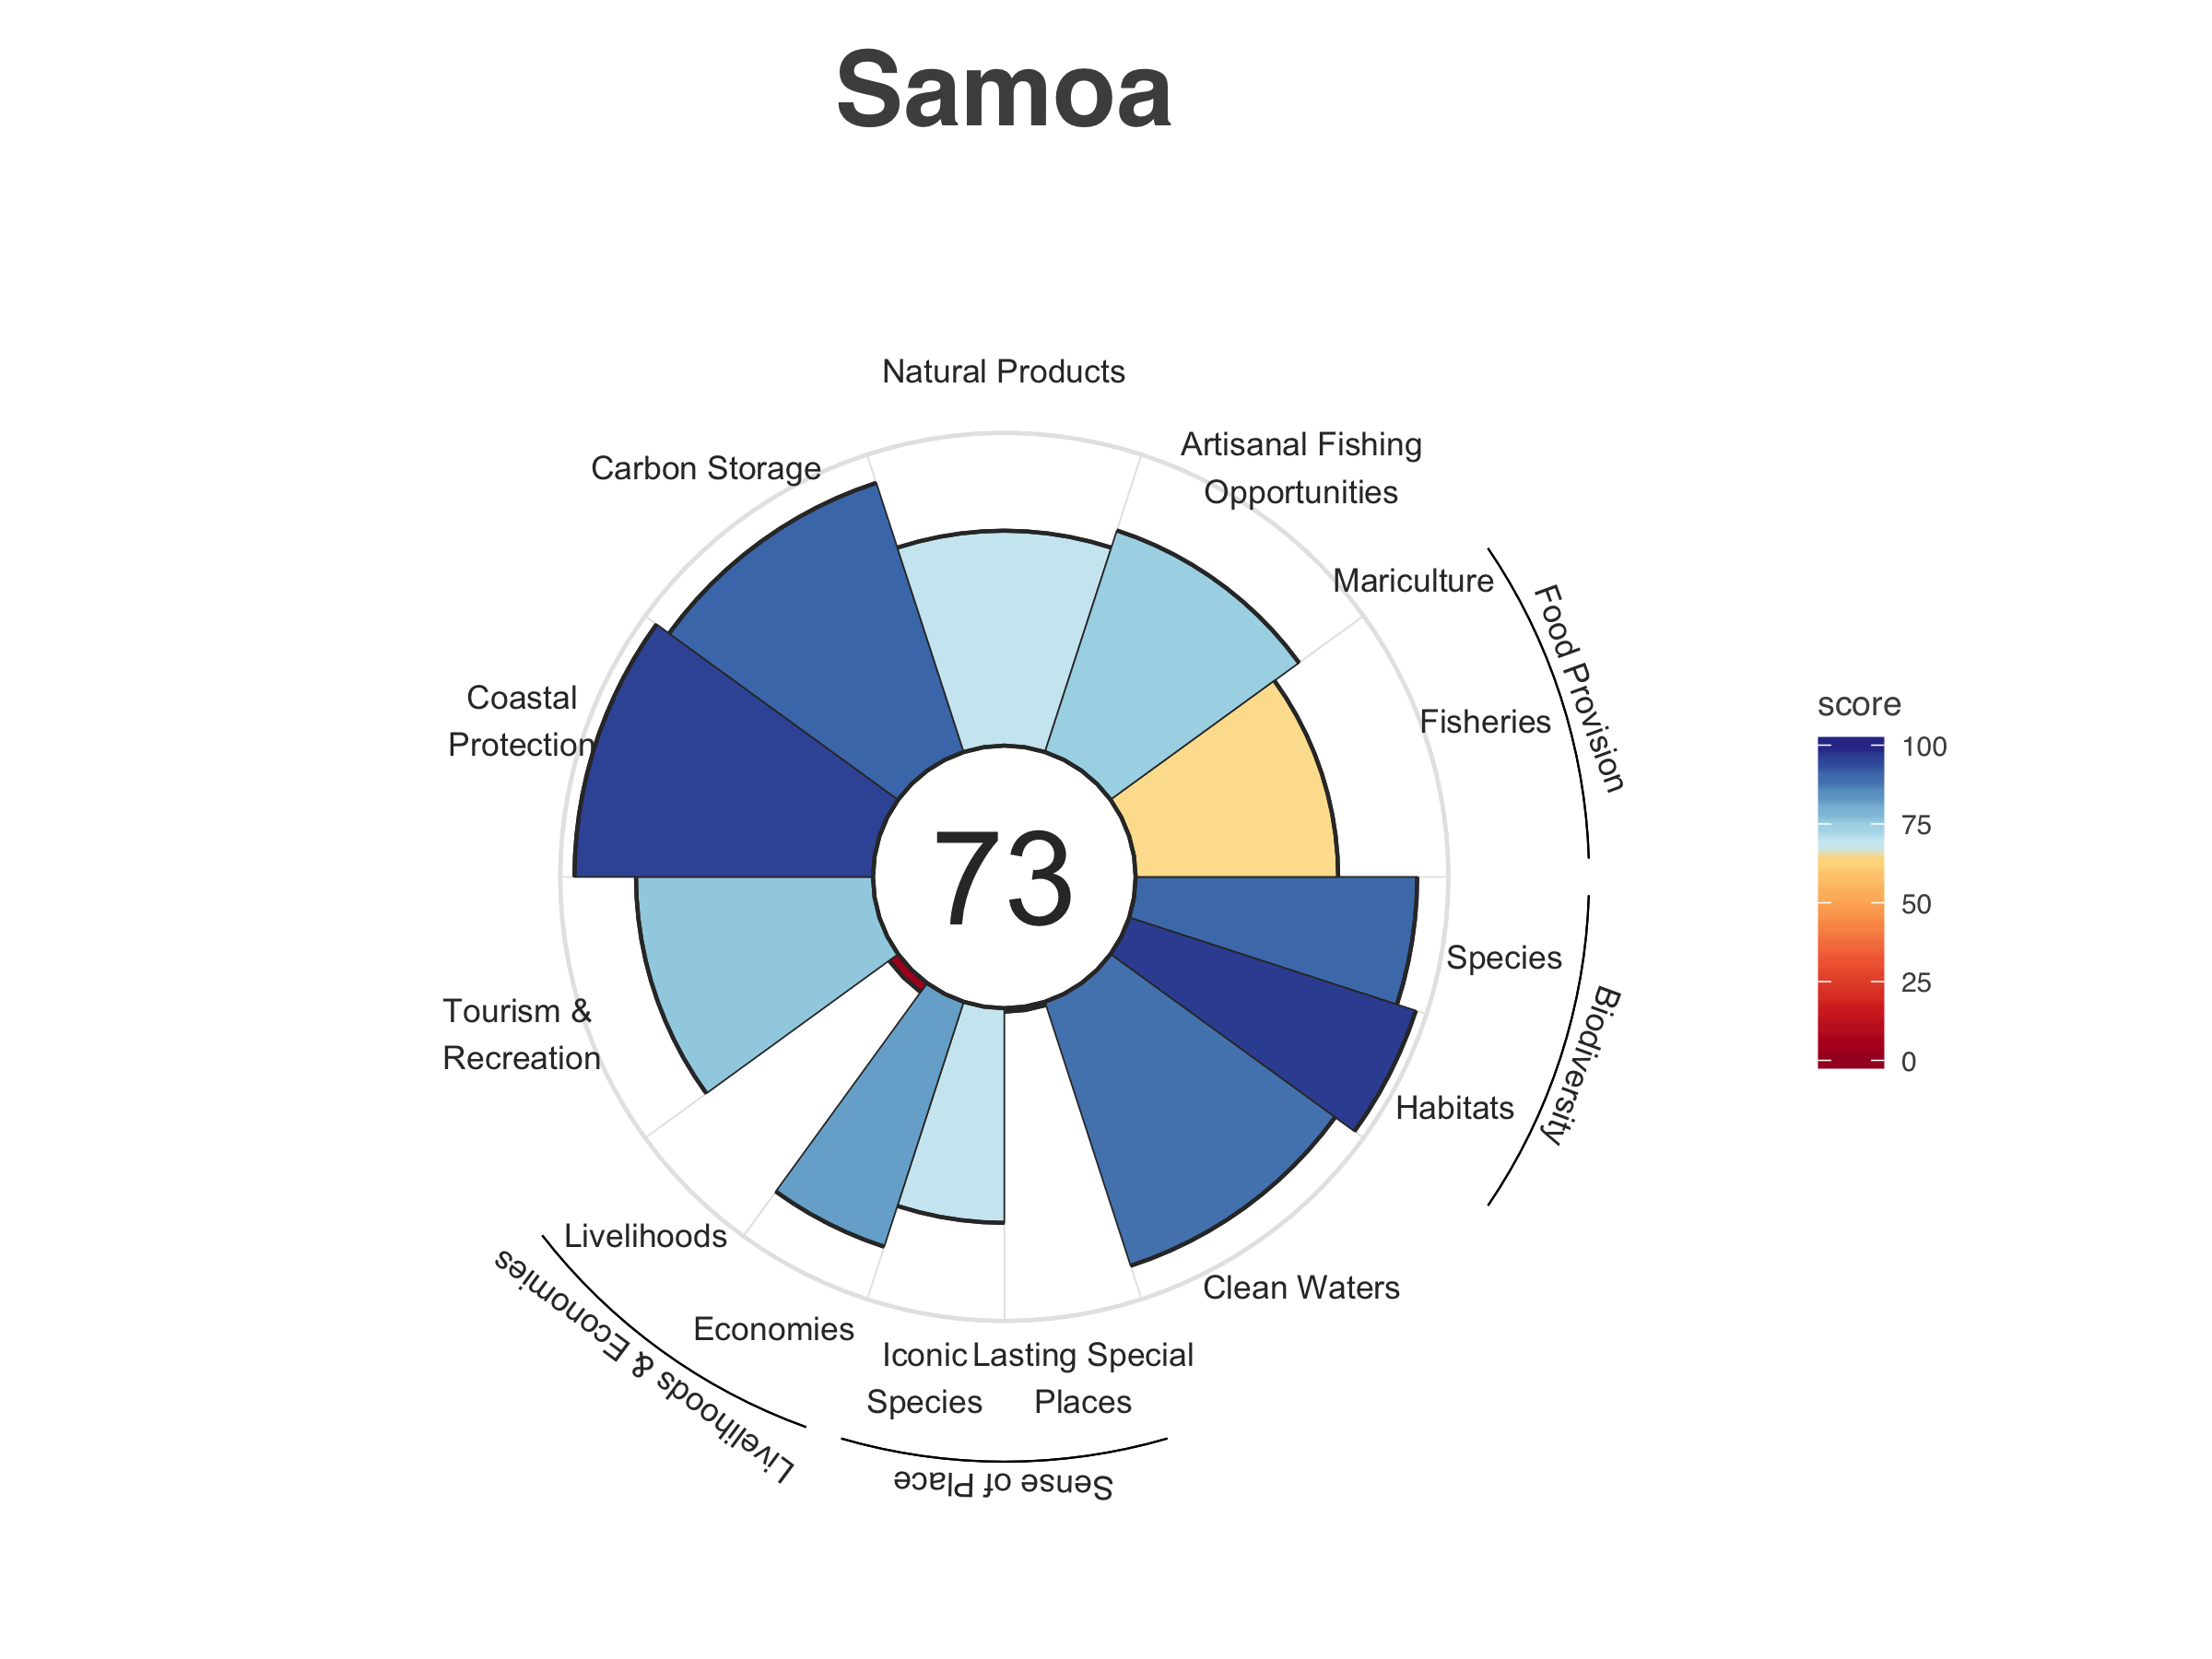 Samoa
Natural Products
Artisanal Fishing
Opportunities
Carbon Storage
Mariculture
Food Provision
Fisheries
Coastal
Protection
73
score
100
75
50
25
0
Species
Biodiversity
Habitats
Tourism &
Recreation
Livelihoods
Livelihoods & Economies
Economies
Clean Waters
Iconic
Species
Lasting Special
Places
Sense of Place